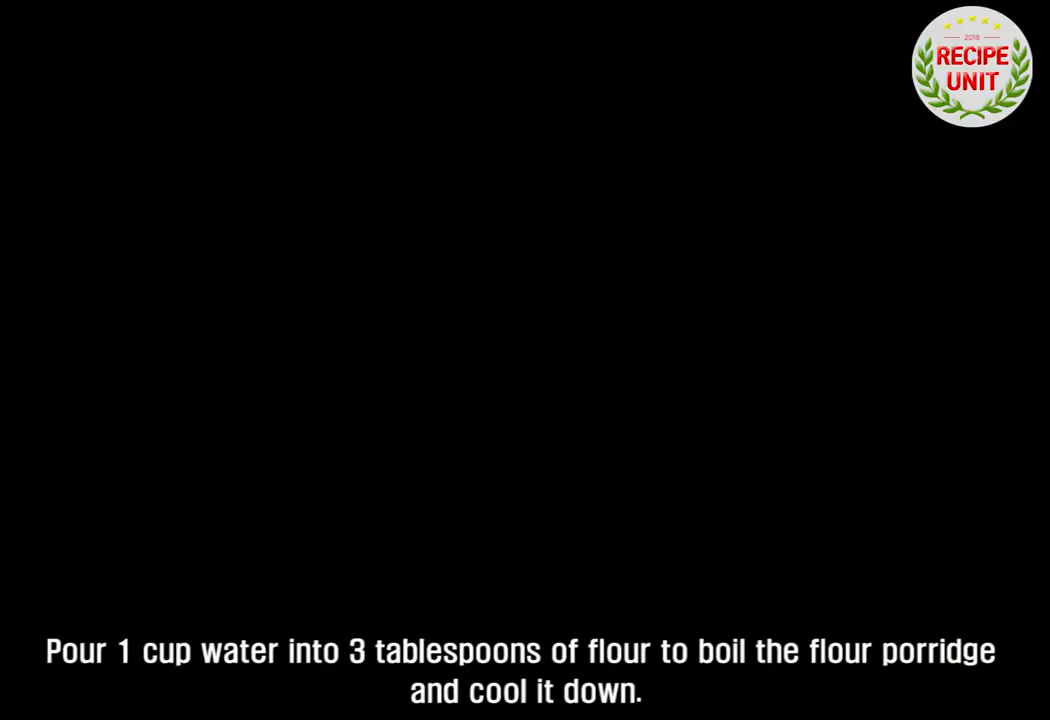 2018
RECIPE
UNIT
Pour 1 cup water into 3 tablespoons of flour to boil the flour porridge
and cool it down.